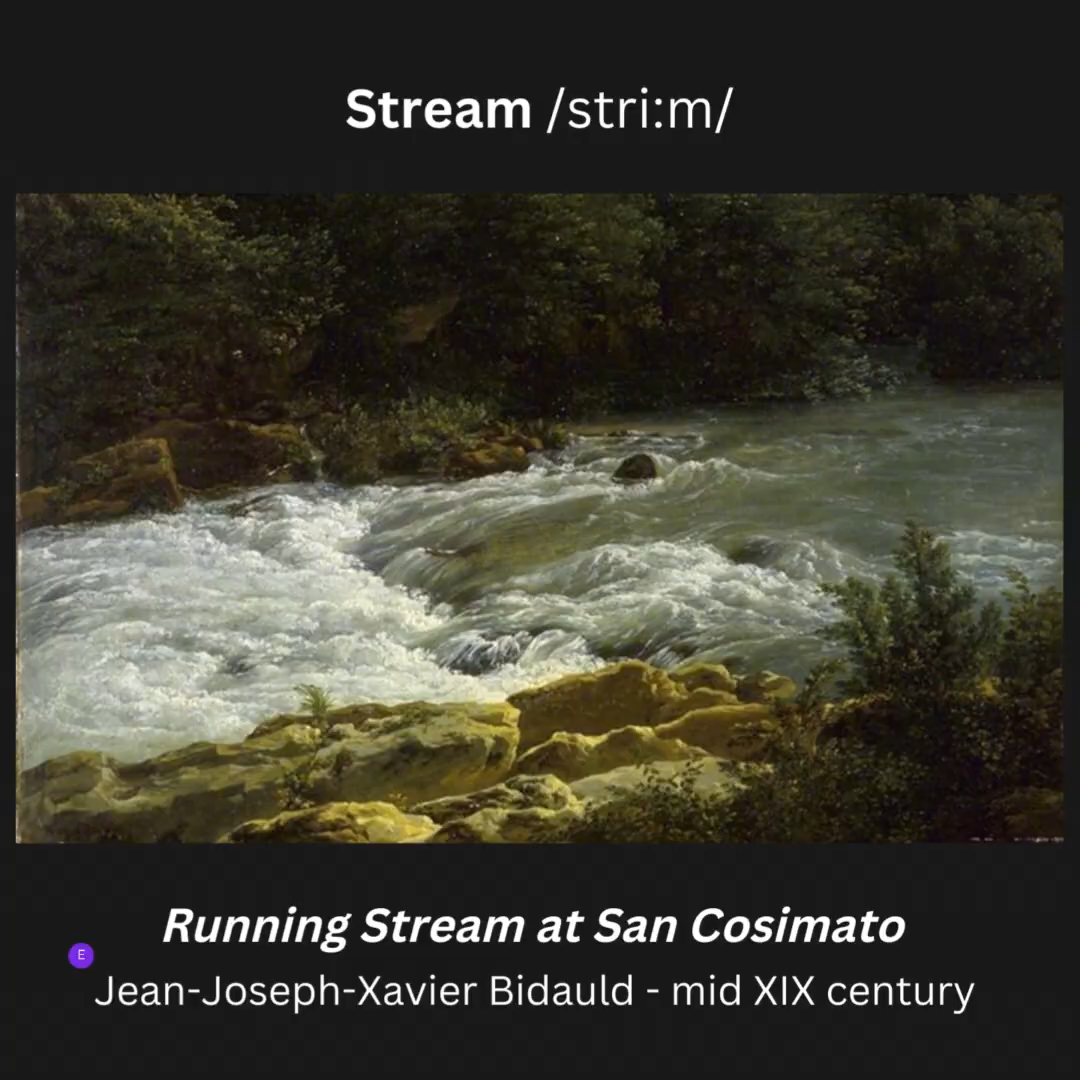 Stream /stri:m/
Running Stream at San Cosimato
E
Jean-Joseph-Xavier Bidauld - mid XIX century